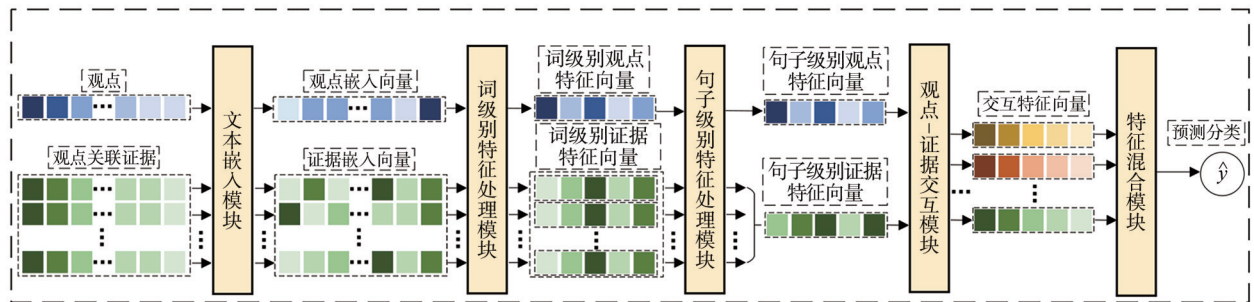 观点
观点关联证据
文本嵌入模块
观点嵌入向量
证据嵌入向量
词级别特征处理模块
词级别观点
特征向量
词级别证据
特征向量
句子级别特征处理模块
句子级别观点
特征向量
句子级别证据
特征向量
观点-证据交互模块
交互特征向量
特征混合模块
预测分类
ŷ